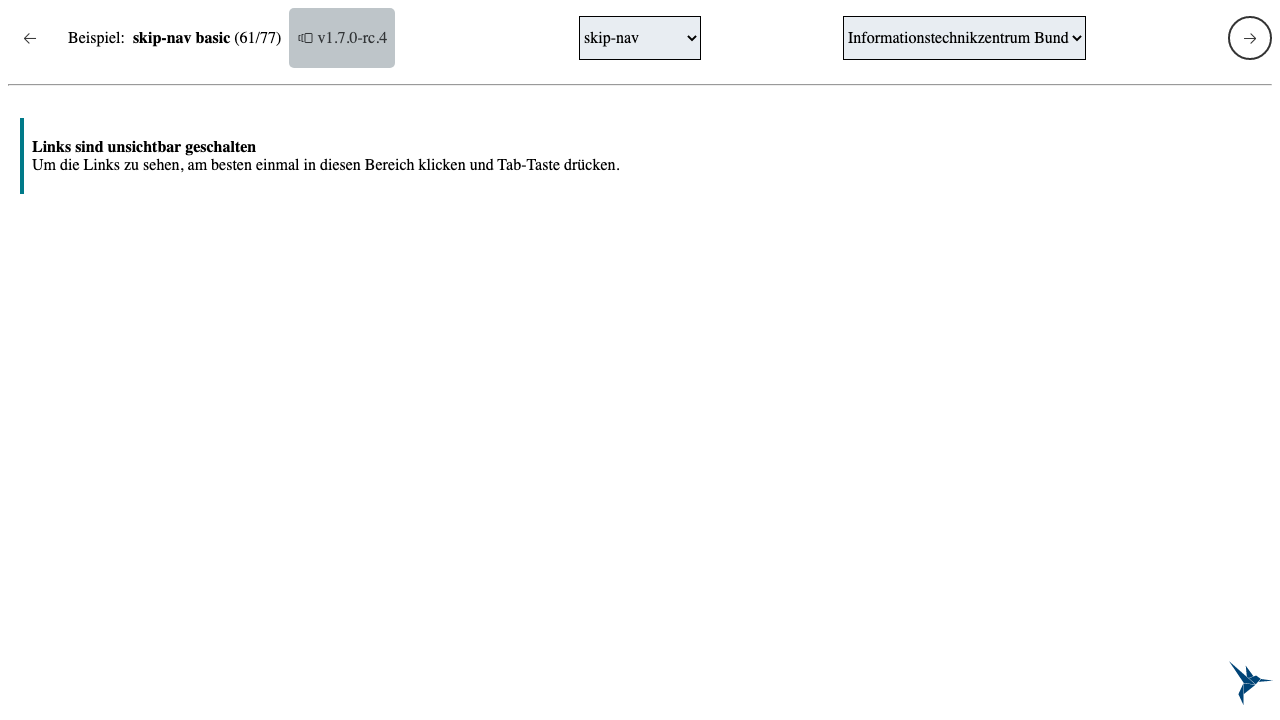 Beispiel: skip-nav basic (61/77)
v1.7.0-rc.4
skip-nav
Informationstechnikzentrum Bund
Links sind unsichtbar geschalten
Um die Links zu sehen, am besten einmal in diesen Bereich klicken und Tab-Taste drücken.